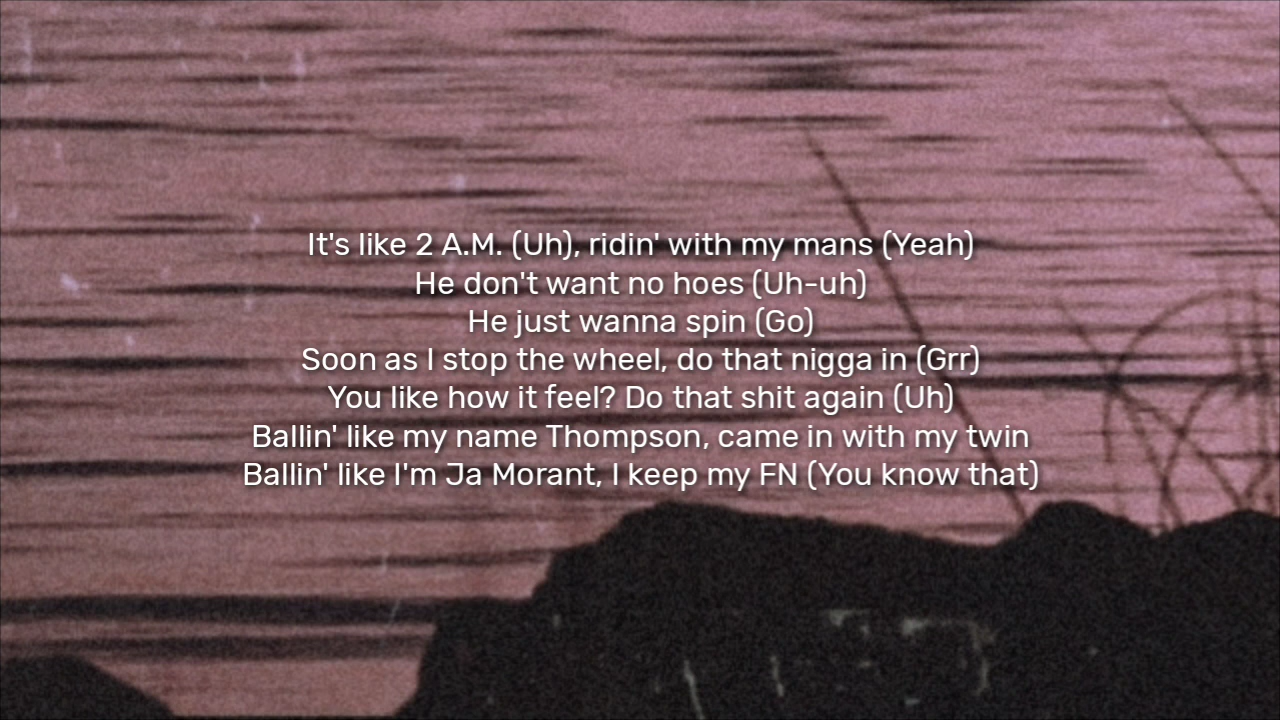 It's like 2 A.M. (Uh), ridin' with my mans (Yeah)
He don't want no hoes (Uh-uh)
He just wanna spin (Go)
Soon as I stop the wheel, do that nigga in (Grr)
You like how it feel? Do that shit again (Uh)
Ballin' like my name Thompson, came in with my twin
Ballin' like I'm Ja Morant, I keep my FN (You know that)